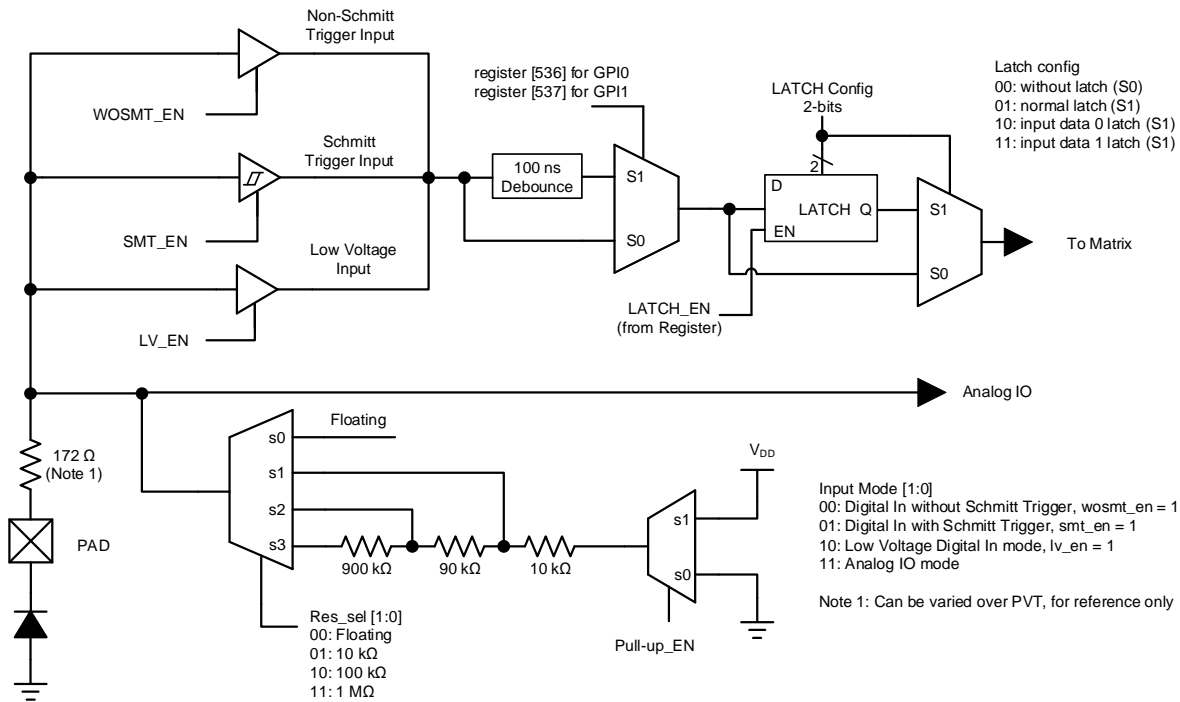 Non-Schmitt
Trigger Input
WOSMT_EN
Schmitt
Trigger Input
SMT_EN
Low Voltage
Input
LV_EN
register [536] for GPI0
register [537] for GPI1
100 ns
Debounce
S1
S0
LATCH Config
2-bits
2
D
LATCH Q
EN
LATCH_EN
(from Register)
S1
S0
Latch config
00: without latch (S0)
01: normal latch (S1)
10: input data 0 latch (S1)
11: input data 1 latch (S1)
To Matrix
Analog IO
172 Ω
(Note 1)
PAD
Floating
s0
s1
s2
s3
900 kΩ
90 kΩ
10 kΩ
Res_sel [1:0]
00: Floating
01: 10 kΩ
10: 100 kΩ
11: 1 MΩ
VDD
s1
s0
Pull-up_EN
Input Mode [1:0]
00: Digital In without Schmitt Trigger, wosmt_en = 1
01: Digital In with Schmitt Trigger, smt_en = 1
10: Low Voltage Digital In mode, lv_en = 1
11: Analog IO mode
Note 1: Can be varied over PVT, for reference only